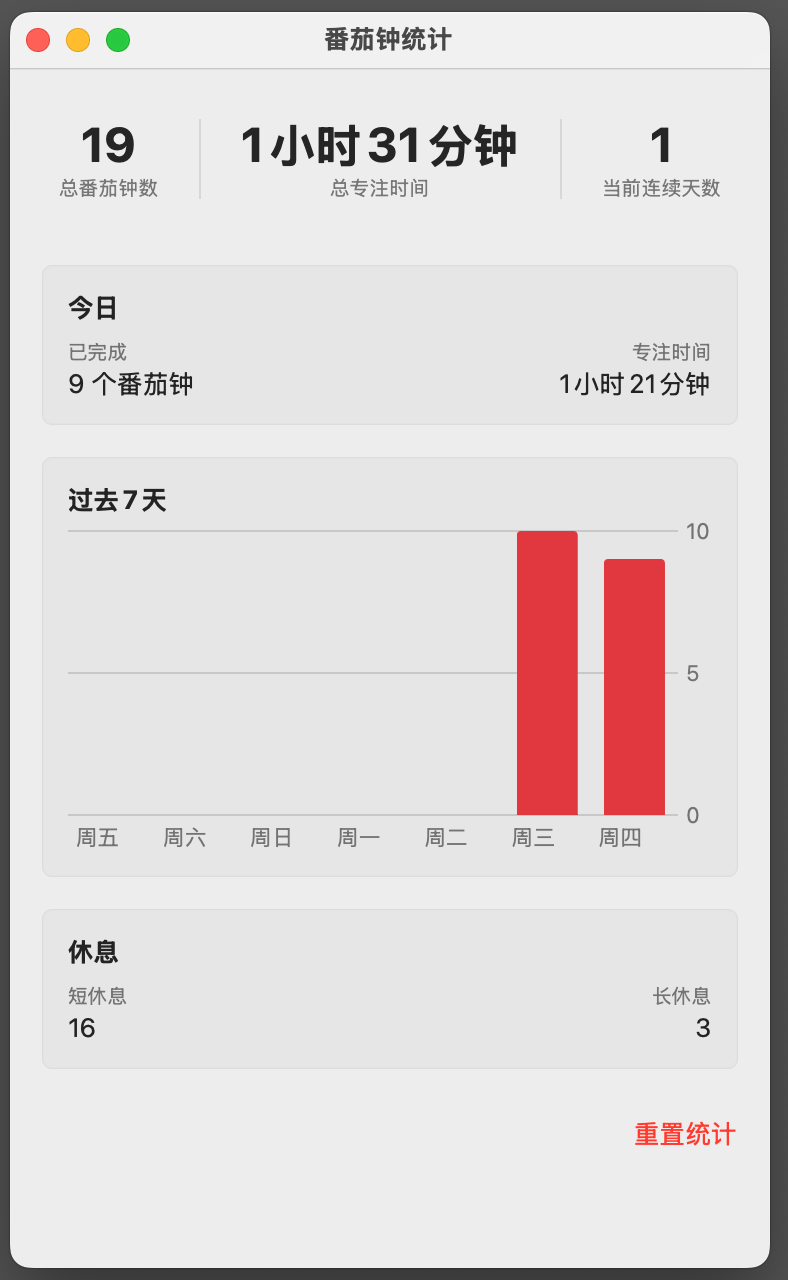 番茄钟统计
19
总番茄钟数
1小时31分钟
总专注时间
1
当前连续天数
今日
已完成
9 个番茄钟
专注时间
1小时21分钟
过去7天
10
5
0
周五 周六 周日 周一 周二 周三 周四
休息
短休息
16
长休息
3
重置统计